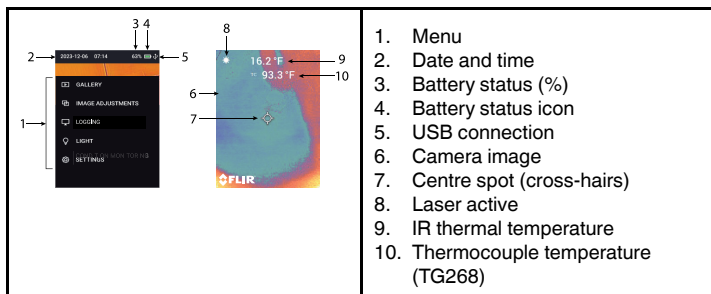 3 4
8
2
2023-12-06 07:14
63%
5
16.2 °F
9
TC 93.3 °F
10
GALLERY
6
IMAGE ADJUSTMENTS
1
LOGGING
7
LIGHT
SETTINGS
FLIR
1. Menu
2. Date and time
3. Battery status (%)
4. Battery status icon
5. USB connection
6. Camera image
7. Centre spot (cross-hairs)
8. Laser active
9. IR thermal temperature
10. Thermocouple temperature
(TG268)